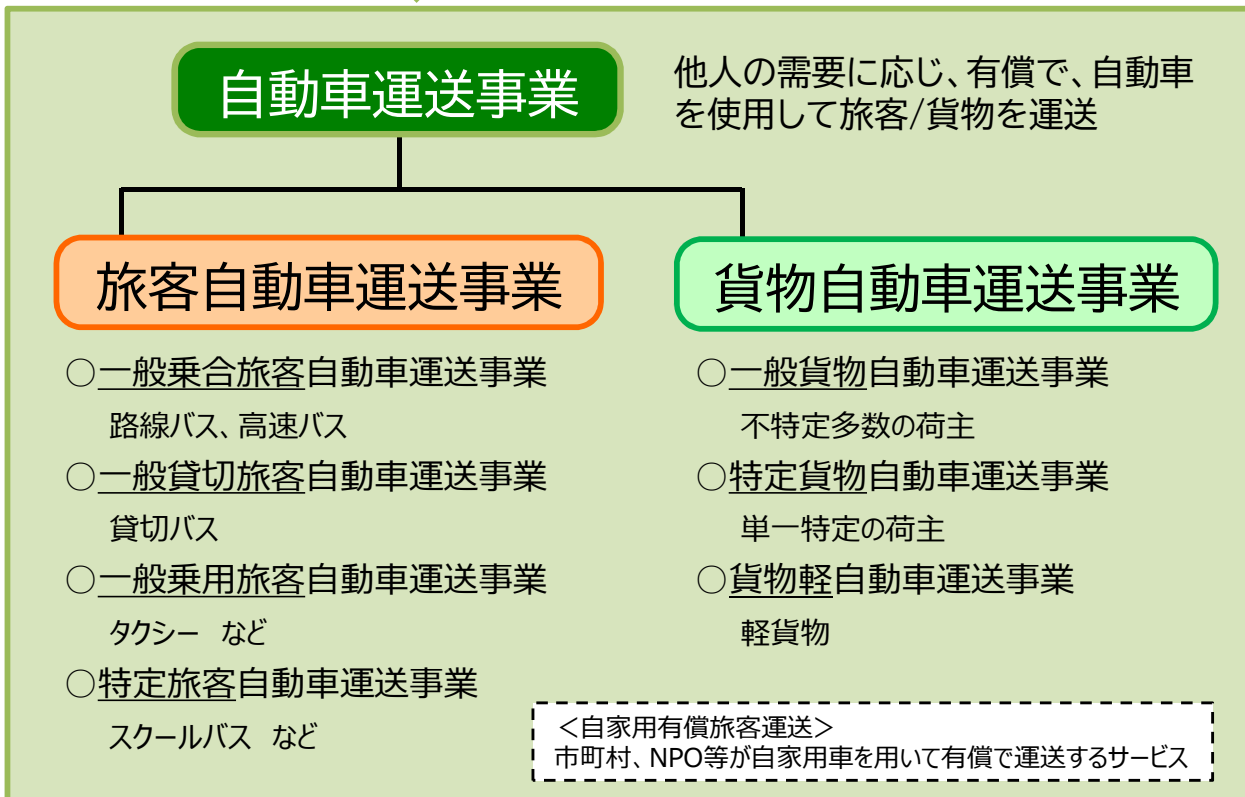 自動車運送事業
他人の需要に応じ、有償で、自動車
を使用して旅客/貨物を運送
旅客自動車運送事業
○一般乗合旅客自動車運送事業
路線バス、高速バス
○一般貸切旅客自動車運送事業
貸切バス
○一般乗用旅客自動車運送事業
タクシー など
○特定旅客自動車運送事業
スクールバス など
貨物自動車運送事業
○一般貨物自動車運送事業
不特定多数の荷主
○特定貨物自動車運送事業
単一特定の荷主
○貨物軽自動車運送事業
軽貨物
<自家用有償旅客運送>
市町村、NPO等が自家用車を用いて有償で運送するサービス